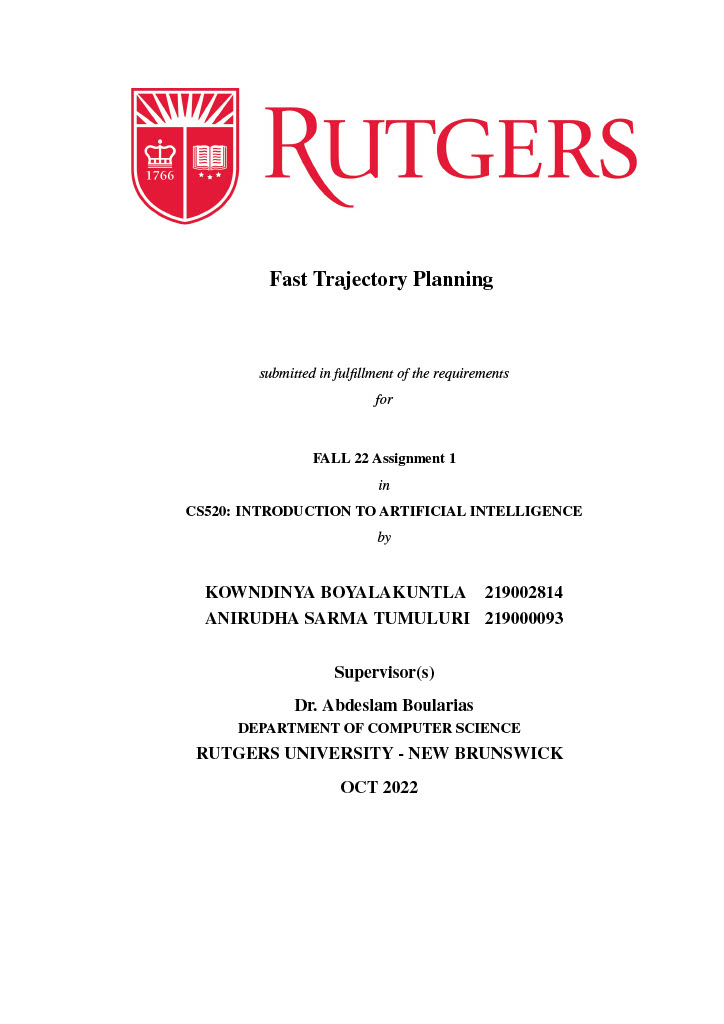 1766
RUTGERS
Fast Trajectory Planning
submitted in fulfillment of the requirements
for
FALL 22 Assignment 1
in
CS520: INTRODUCTION TO ARTIFICIAL INTELLIGENCE
by
KOWNDINYA BOYALAKUNTLA 219002814
ANIRUDHA SARMA TUMULURI 219000093
Supervisor(s)
Dr. Abdeslam Boularias
DEPARTMENT OF COMPUTER SCIENCE
RUTGERS UNIVERSITY - NEW BRUNSWICK
OCT 2022